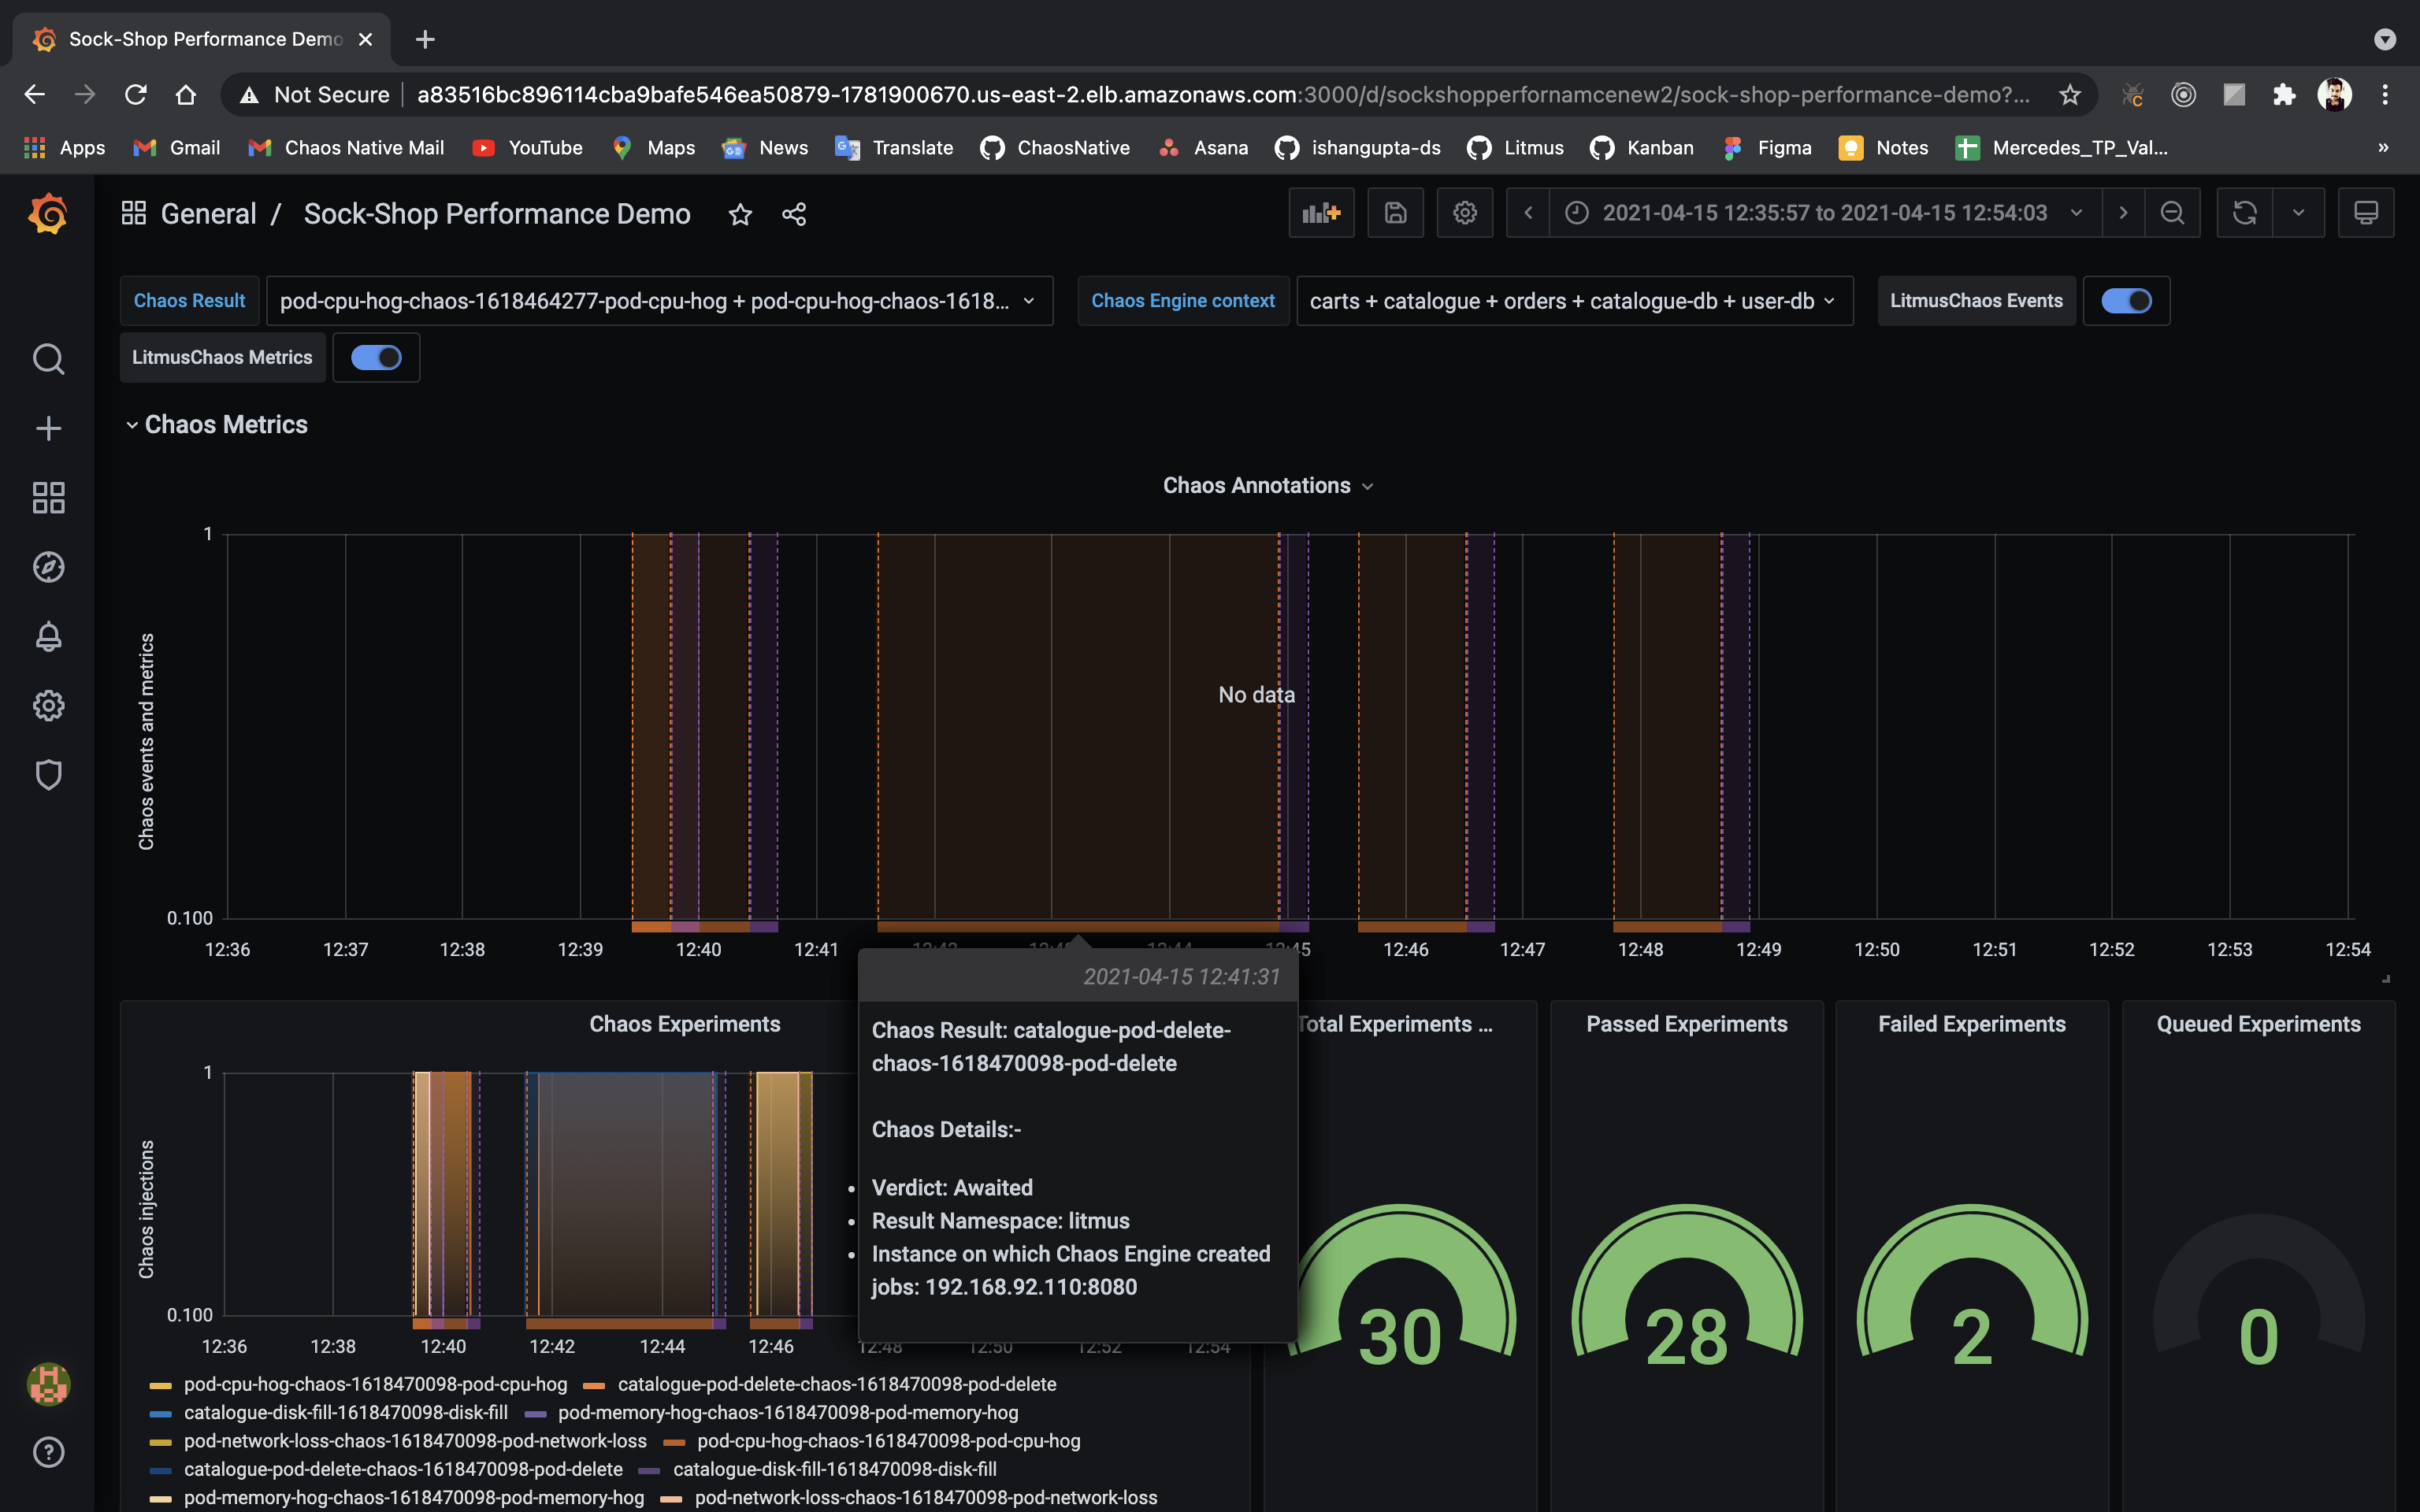 Sock-Shop Performance Demo
Not Secure
a83516bc896114cba9bafe546ea50879-1781900670.us-east-2.elb.amazonaws.com:3000/d/sockshopperfornamcenew2/sock-shop-performance-demo?...
Apps Gmail Chaos Native Mail YouTube Maps News Translate ChaosNative Asana ishangupta-ds Litmus Kanban Figma Notes Mercedes_TP_Val... »
General / Sock-Shop Performance Demo
2021-04-15 12:35:57 to 2021-04-15 12:54:03
Chaos Result pod-cpu-hog-chaos-1618464277-pod-cpu-hog + pod-cpu-hog-chaos-1618...
Chaos Engine context carts + catalogue + orders + catalogue-db + user-db
LitmusChaos Events
LitmusChaos Metrics
Chaos Metrics
Chaos Annotations
Chaos events and metrics
1
No data
0.100
12:36 12:37 12:38 12:39 12:40 12:41 12:42 12:43 12:44 12:45 12:46 12:47 12:48 12:49 12:50 12:51 12:52 12:53 12:54
2021-04-15 12:41:31
Chaos Result: catalogue-pod-delete-
chaos-1618470098-pod-delete
Chaos Details:-
• Verdict: Awaited
• Result Namespace: litmus
• Instance on which Chaos Engine created
jobs: 192.168.92.110:8080
Chaos Experiments
Chaos injections
1
0.100
12:36 12:38 12:40 12:42 12:44 12:46 12:48 12:50 12:52 12:54
pod-cpu-hog-chaos-1618470098-pod-cpu-hog catalogue-pod-delete-chaos-1618470098-pod-delete
catalogue-disk-fill-1618470098-disk-fill pod-memory-hog-chaos-1618470098-pod-memory-hog
pod-network-loss-chaos-1618470098-pod-network-loss pod-cpu-hog-chaos-1618470098-pod-cpu-hog
catalogue-pod-delete-chaos-1618470098-pod-delete catalogue-disk-fill-1618470098-disk-fill
pod-memory-hog-chaos-1618470098-pod-memory-hog pod-network-loss-chaos-1618470098-pod-network-loss
Total Experiments ...
30
Passed Experiments
28
Failed Experiments
2
Queued Experiments
0